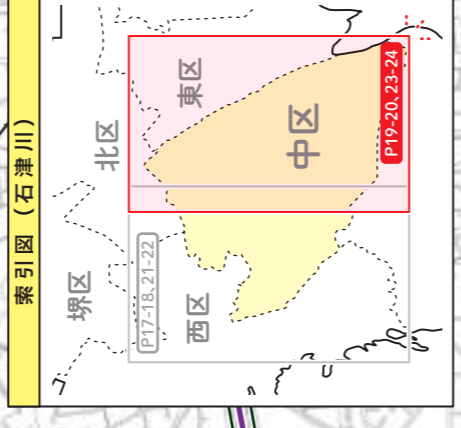 索引図（石津川）
堺区
北区
東区
西区
中区
P17-18、21-22
P19-20、23-24